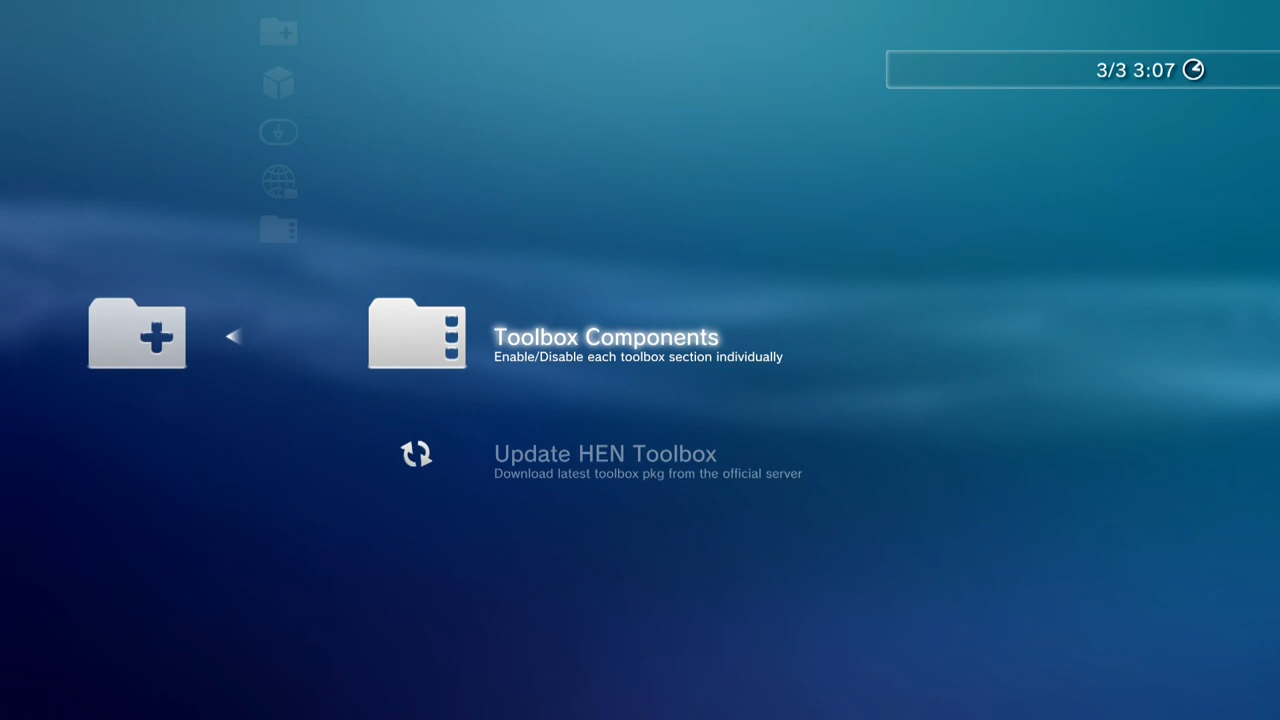 3/3 3:07
Toolbox Components
Enable/Disable each toolbox section individually
Update HEN Toolbox
Download latest toolbox pkg from the official server